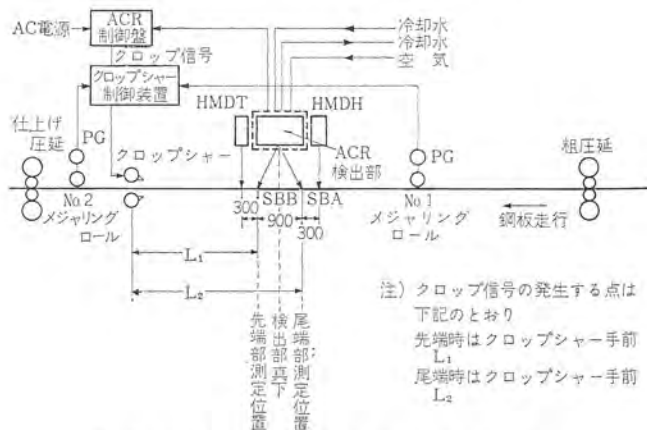 AC電源
ACR
制御盤
クロップ信号
クロップシャー
制御装置
冷却水
冷却水
空気
HMDT
HMDH
仕上げ
圧延
PG
クロップシャー
ACR
検出部
PG
粗圧延
No.2
メジャリング
ロール
300
SBB
900
SBA
300
No.1
メジャリング
ロール
鋼板走行
L₁
L₂
先端部測定位置
検出部真下
尾端部測定位置
注) クロップ信号の発生する点は
下記のとおり
先端時はクロップシャー手前
L₁
尾端時はクロップシャー手前
L₂